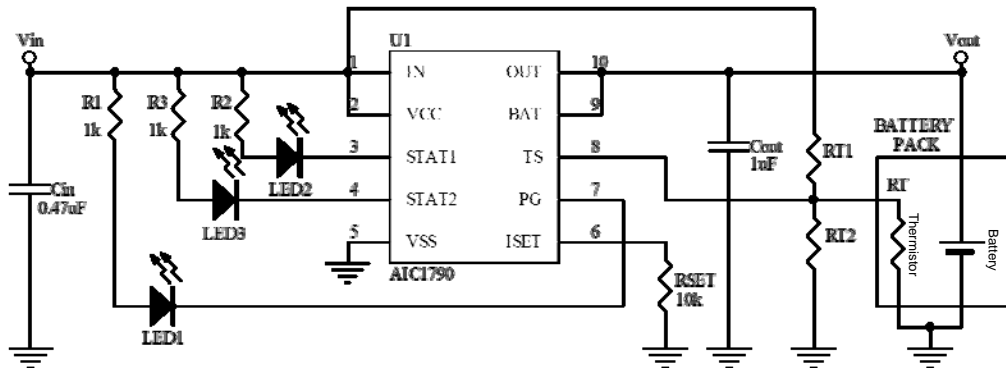 Vin
U1
Vout
1
IN
OUT
10
R1
1k
R3
1k
R2
1k
2
VCC
BAT
9
BATTERY
PACK
3
STAT1
TS
8
LED2
Cout
1uF
RT1
Cin
0.47uF
4
STAT2
PG
7
RT
LED3
5
VSS
ISET
6
RT2
Thermistor
Battery
AIC1790
RSET
10k
LED1